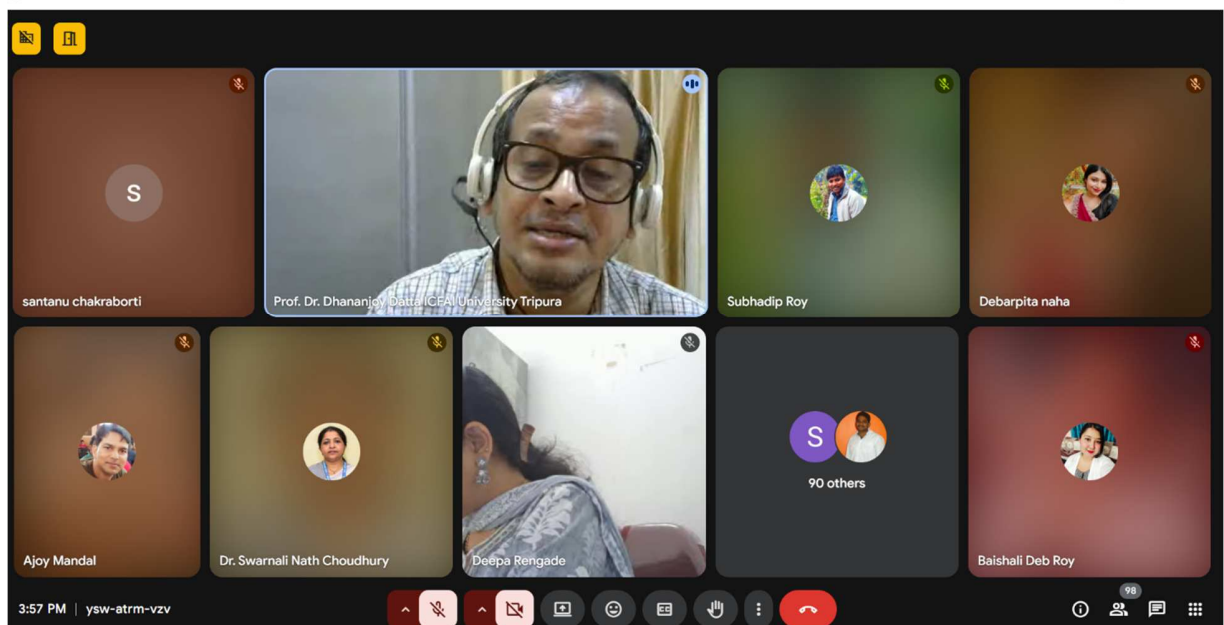 S
santanu chakraborti
Prof. Dr. Dhananjoy Datta ICFAI University Tripura
Subhadip Roy
Debarpita naha
Ajoy Mandal
Dr. Swarnali Nath Choudhury
Deepa Rengade
S
90 others
Baishali Deb Roy
3:57 PM | ysw-atrm-vzv
CC
98